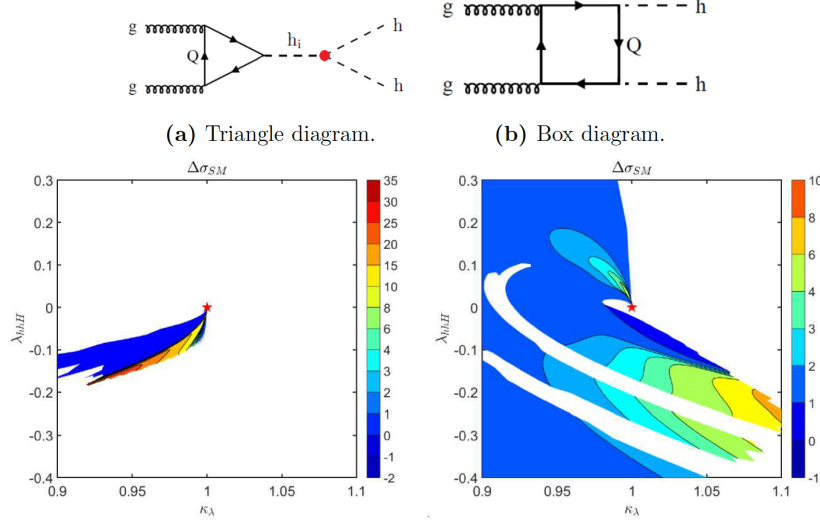 g
Q
g
h_i
h
h
g
g
Q
h
h
(a) Triangle diagram.
(b) Box diagram.
Δσ_SM
0.3
0.2
0.1
0
-0.1
-0.2
-0.3
-0.4
λ_hhH
0.9
0.95
1
1.05
1.1
κ_λ
35
30
25
20
15
10
8
6
5
4
3
2
1
0
-1
-2
Δσ_SM
0.3
0.2
0.1
0
-0.1
-0.2
-0.3
-0.4
λ_hhH
0.9
0.95
1
1.05
1.1
κ_λ
10
8
6
5
4
3
2
1
0
-1